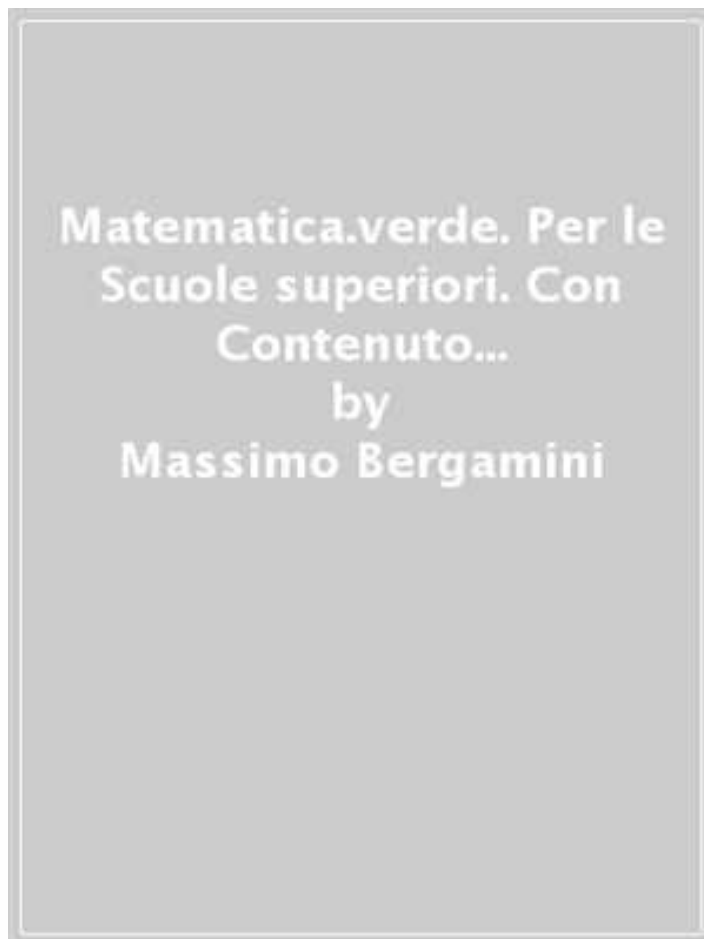 Matematica.verde. Per le
Scuole superiori. Con
Contenuto...
by
Massimo Bergamini